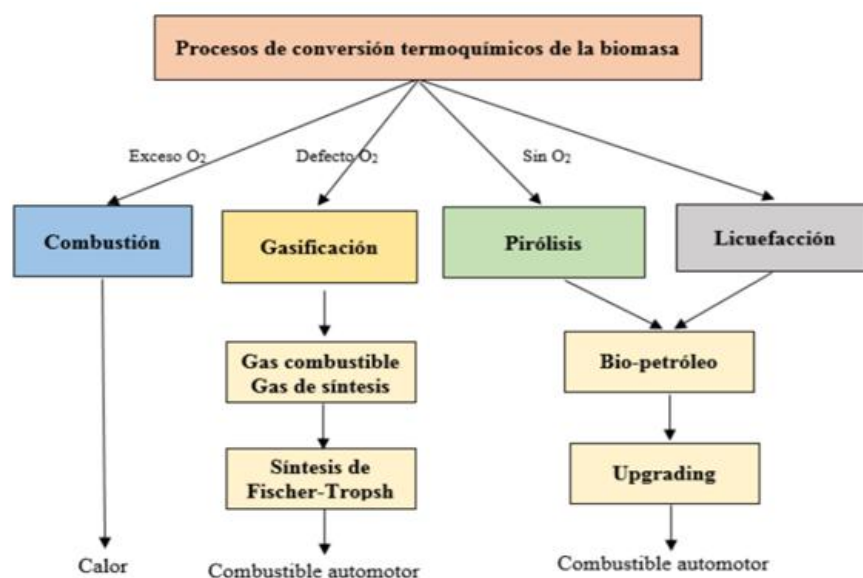 Procesos de conversión termoquímicos de la biomasa
Exceso O₂
Defecto O₂
Sin O₂
Combustión
Gasificación
Pirólisis
Licuefacción
Gas combustible
Gas de síntesis
Bio-petróleo
Síntesis de
Fischer-Tropsh
Upgrading
Calor
Combustible automotor
Combustible automotor